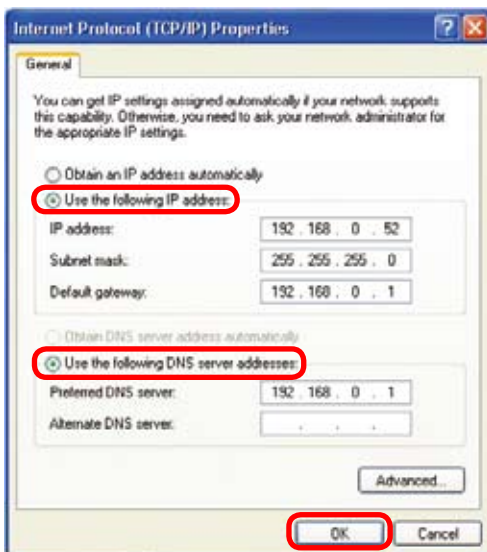 Internet Protocol (TCP/IP) Properties
General
You can get IP settings assigned automatically if your network supports
this capability. Otherwise, you need to ask your network administrator for
the appropriate IP settings.
Obtain an IP address automatically
Use the following IP address:
IP address: 192 . 168 . 0 . 52
Subnet mask: 255 . 255 . 255 . 0
Default gateway: 192 . 168 . 0 . 1
Obtain DNS server address automatically
Use the following DNS server addresses:
Preferred DNS server: 192 . 168 . 0 . 1
Alternate DNS server: . . .
Advanced...
OK Cancel